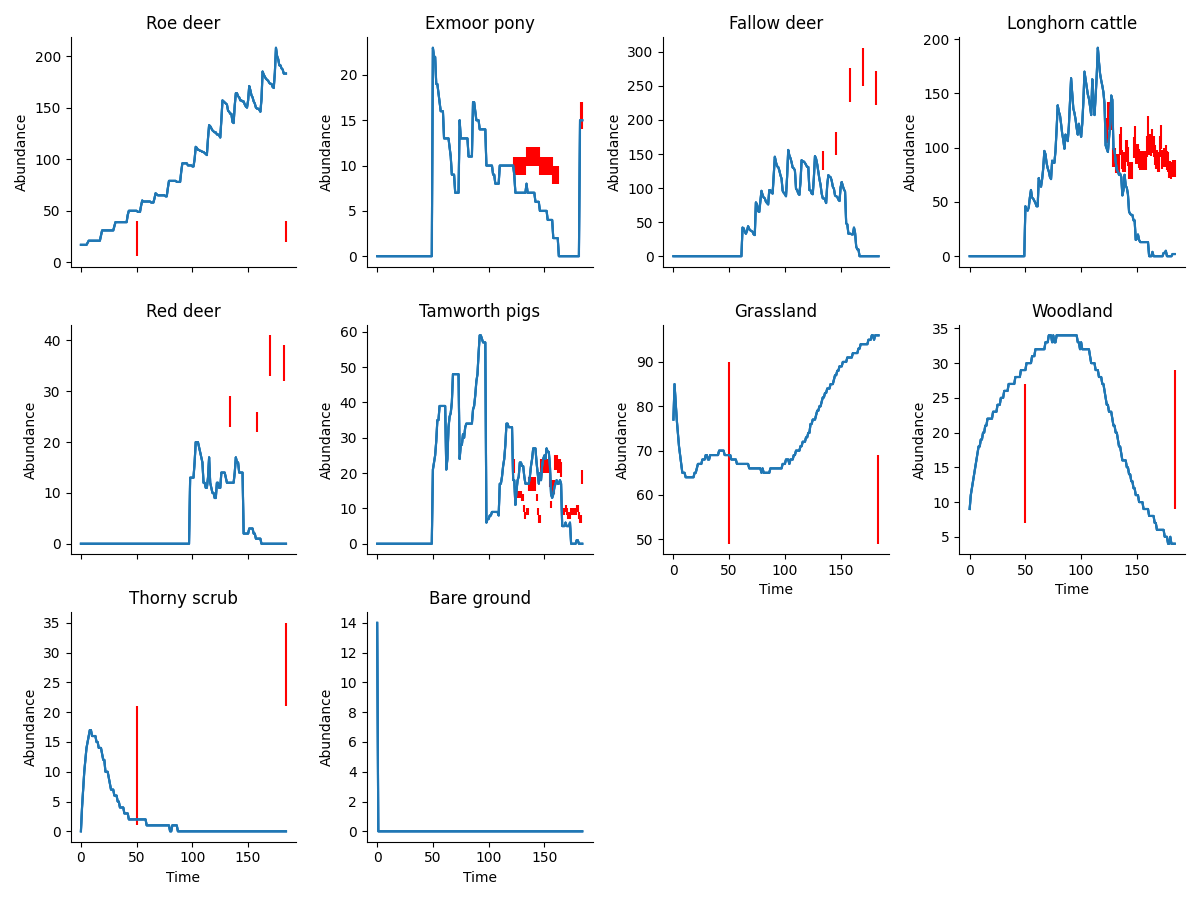 Roe deer
Exmoor pony
Fallow deer
Longhorn cattle
Abundance
200
150
100
50
0
Abundance
20
15
10
5
0
Abundance
300
250
200
150
100
50
0
Abundance
200
150
100
50
0
Red deer
Tamworth pigs
Grassland
Woodland
Abundance
40
30
20
10
0
Abundance
60
50
40
30
20
10
0
Abundance
90
80
70
60
50
0 50 100 150
Time
Abundance
35
30
25
20
15
10
5
0 50 100 150
Time
Thorny scrub
Bare ground
Abundance
35
30
25
20
15
10
5
0
0 50 100 150
Time
Abundance
14
12
10
8
6
4
2
0
0 50 100 150
Time